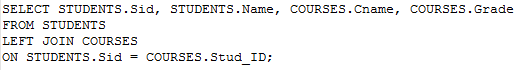 SELECT STUDENTS.Sid, STUDENTS.Name, COURSES.Cname, COURSES.Grade
FROM STUDENTS
LEFT JOIN COURSES
ON STUDENTS.Sid = COURSES.Stud_ID;